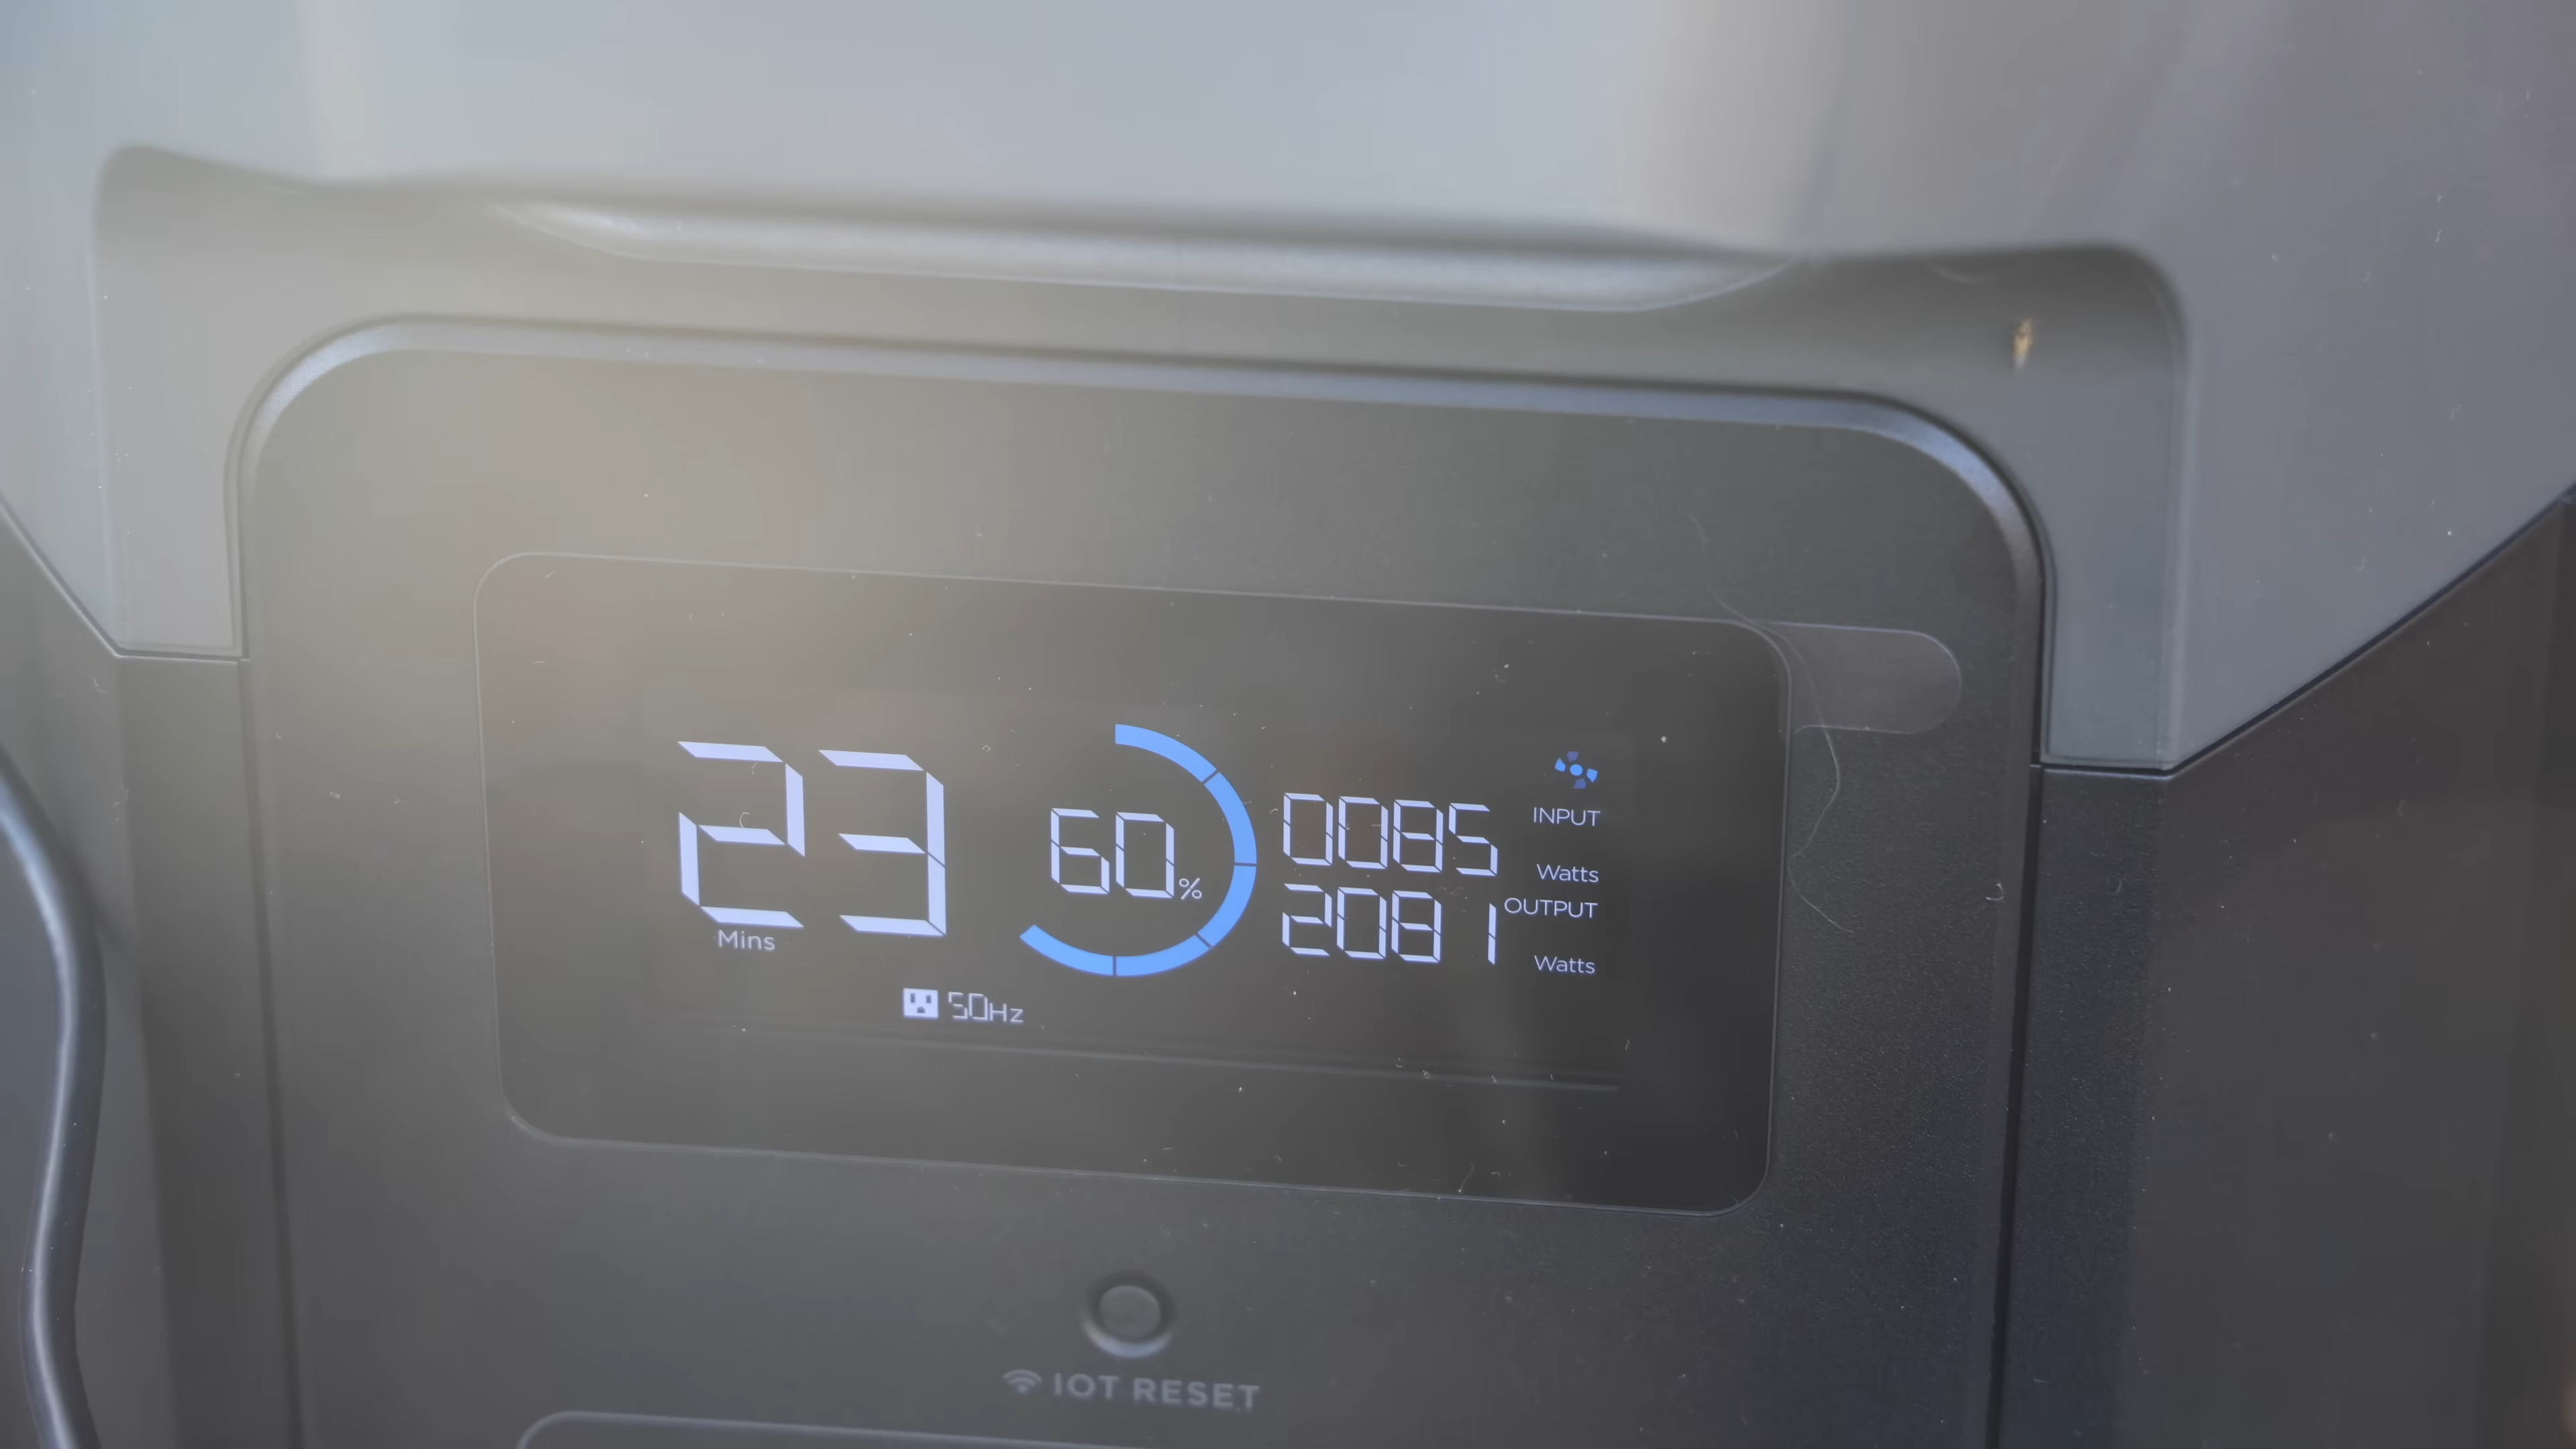 23
Mins
60%
0085 INPUT Watts
2081 OUTPUT Watts
50Hz
IOT RESET